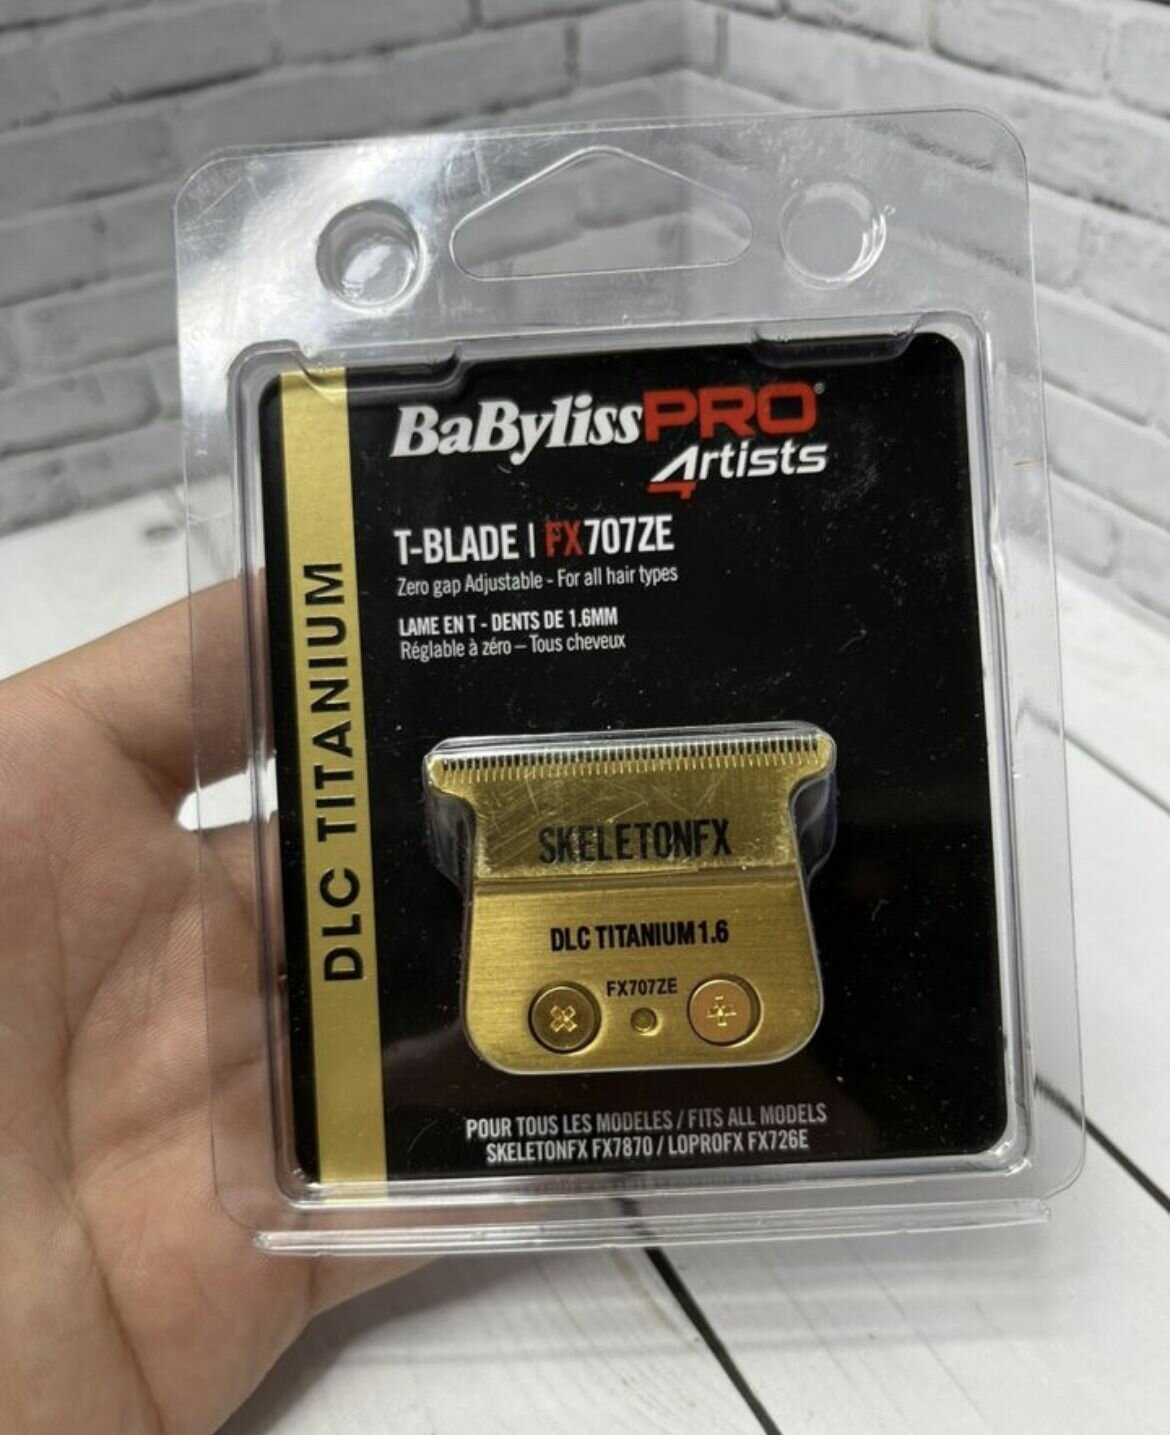 BaBylissPRO®
4rtists
T-BLADE | FX707ZE
Zero gap Adjustable - For all hair types
LAME EN T - DENTS DE 1.6MM
Réglable à zéro – Tous cheveux
DLC TITANIUM
SKELETONFX
DLC TITANIUM 1.6
FX707ZE
POUR TOUS LES MODELES / FITS ALL MODELS
SKELETONFX FX7870 / LOPROFX FX726E